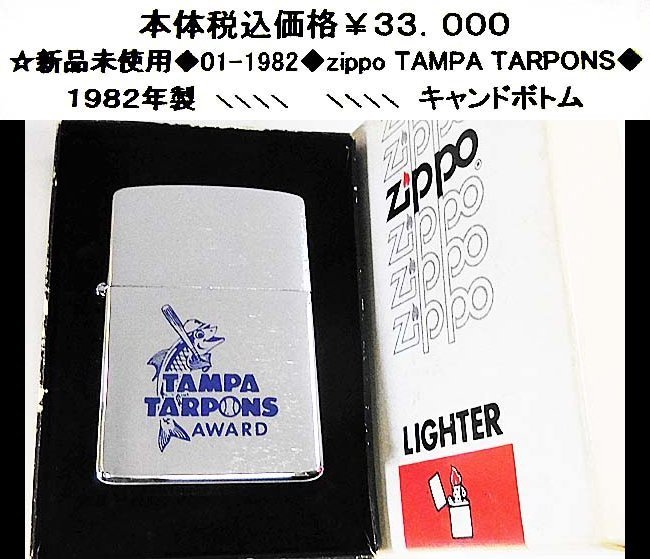 本体税込価格￥33．000
☆新品未使用◆01-1982◆zippo TAMPA TARPONS◆
1982年製 ＼＼＼＼ ＼＼＼＼ キャンドボトム
zippo
zippo
zippo
zippo
zippo
LIGHTER
TAMPA
TARPONS
AWARD